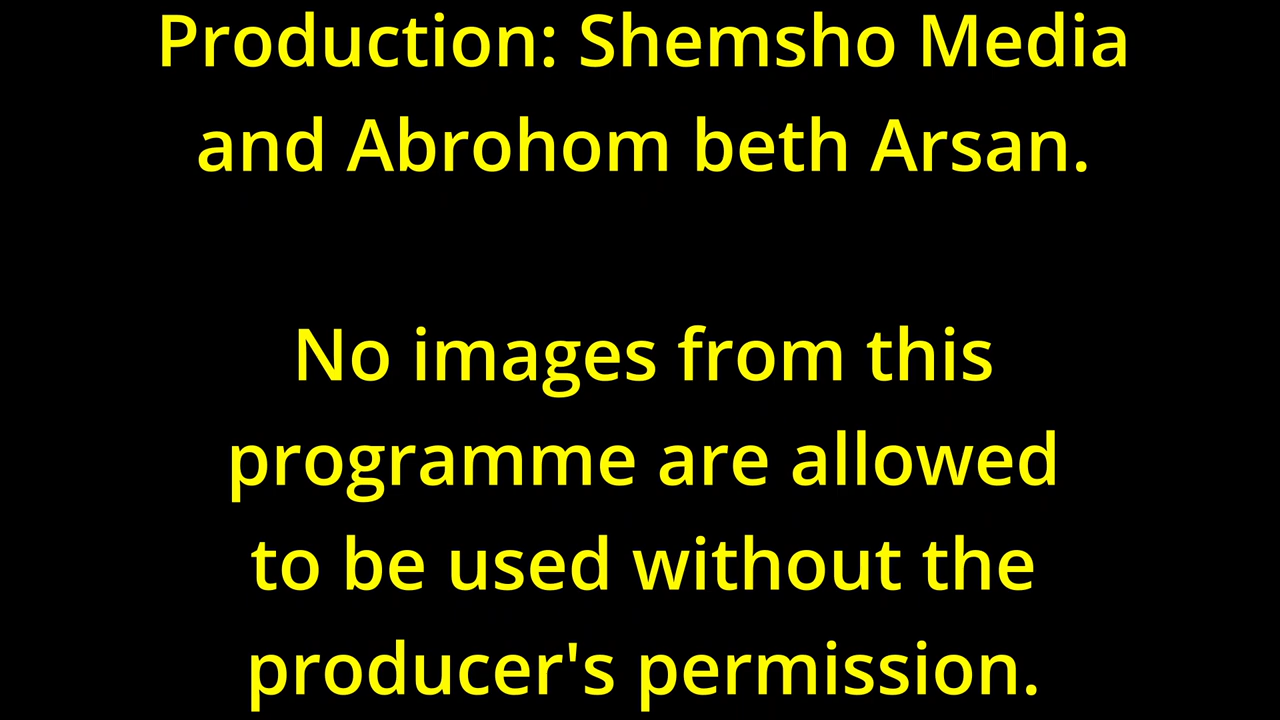 Production: Shemsho Media
and Abrohom beth Arsan.
No images from this
programme are allowed
to be used without the
producer's permission.